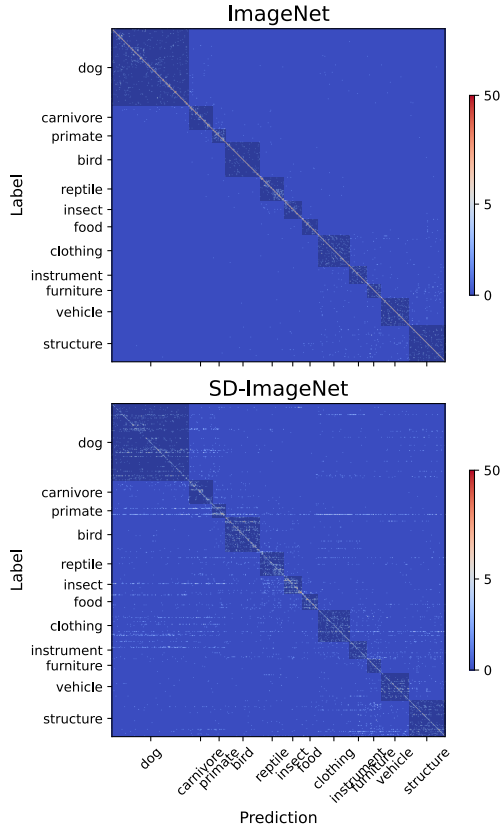 ImageNet
Label
dog
carnivore
primate
bird
reptile
insect
food
clothing
instrument
furniture
vehicle
structure
50
5
0
SD-ImageNet
Label
dog
carnivore
primate
bird
reptile
insect
food
clothing
instrument
furniture
vehicle
structure
50
5
0
dog
carnivore
primate
bird
reptile
insect
food
clothing
instrument
furniture
vehicle
structure
Prediction